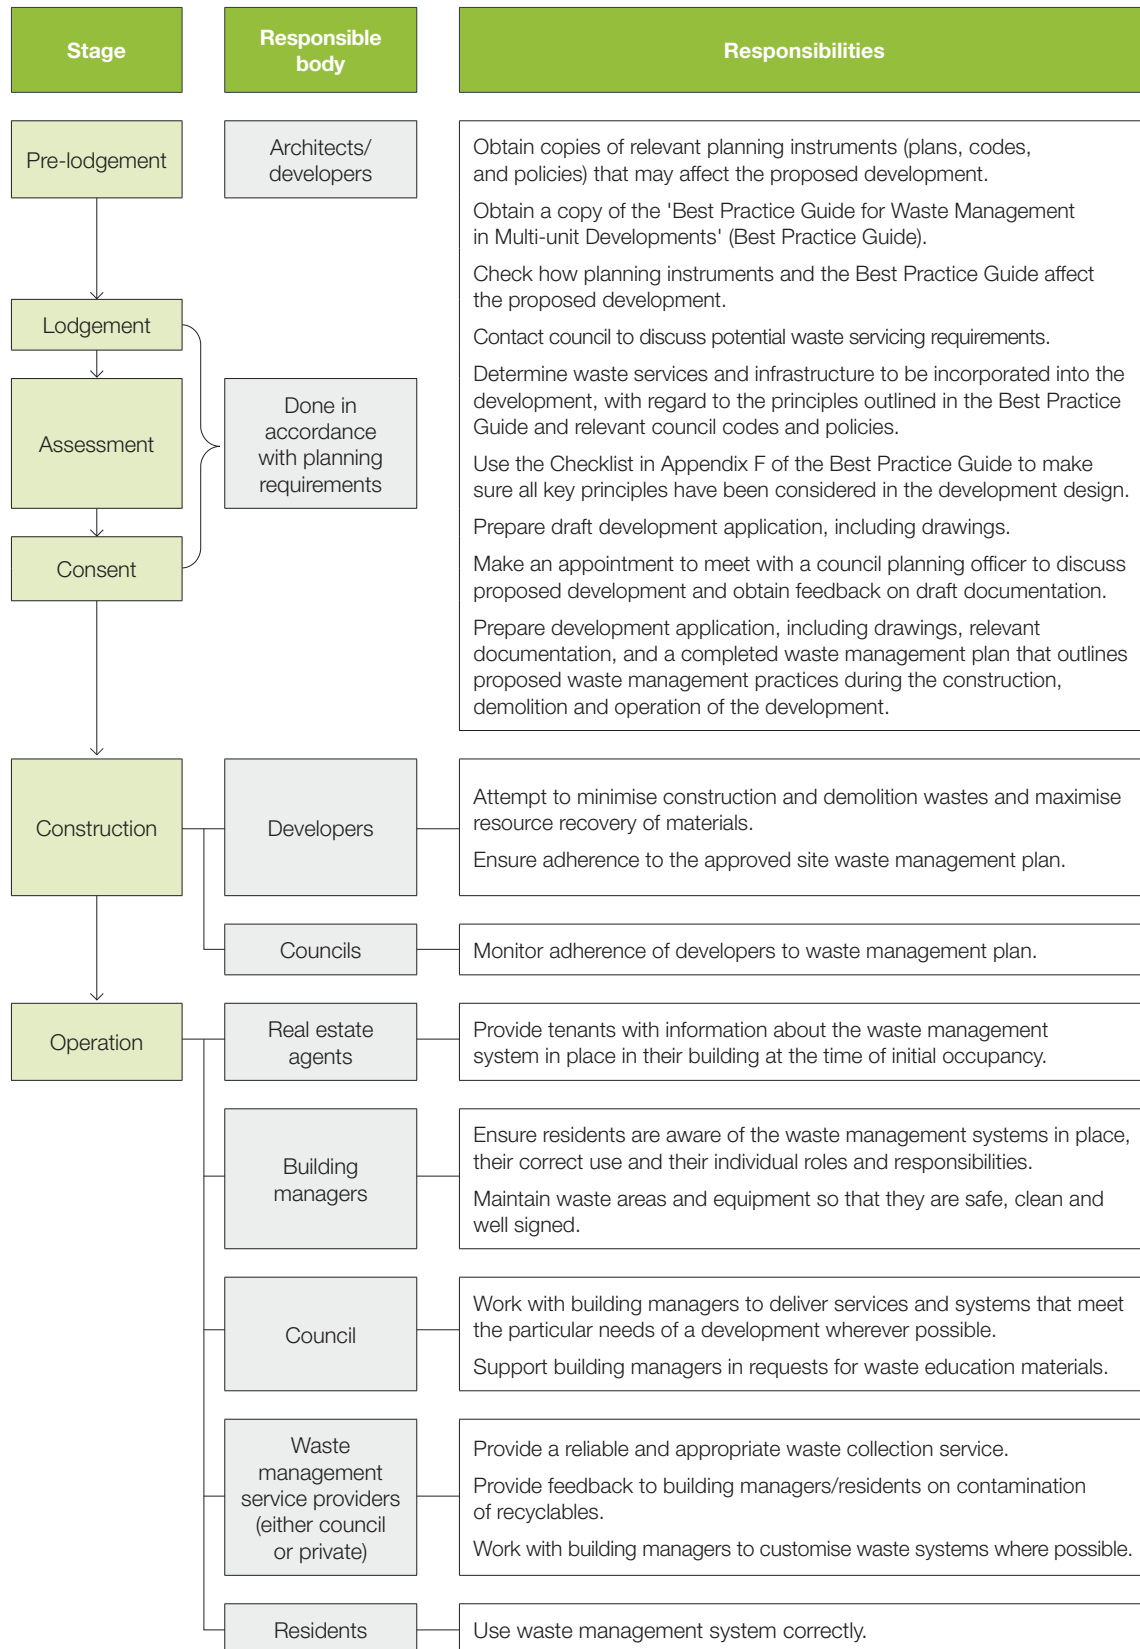 Stage
Responsible
body
Responsibilities
Pre-lodgement
Architects/
developers
Obtain copies of relevant planning instruments (plans, codes,
and policies) that may affect the proposed development.
Obtain a copy of the 'Best Practice Guide for Waste Management
in Multi-unit Developments' (Best Practice Guide).
Check how planning instruments and the Best Practice Guide affect
the proposed development.
Contact council to discuss potential waste servicing requirements.
Determine waste services and infrastructure to be incorporated into the
development, with regard to the principles outlined in the Best Practice
Guide and relevant council codes and policies.
Use the Checklist in Appendix F of the Best Practice Guide to make
sure all key principles have been considered in the development design.
Prepare draft development application, including drawings.
Make an appointment to meet with a council planning officer to discuss
proposed development and obtain feedback on draft documentation.
Prepare development application, including drawings, relevant
documentation, and a completed waste management plan that outlines
proposed waste management practices during the construction,
demolition and operation of the development.
Lodgement
Assessment
Consent
Done in
accordance
with planning
requirements
Construction
Developers
Attempt to minimise construction and demolition wastes and maximise
resource recovery of materials.
Ensure adherence to the approved site waste management plan.
Councils
Monitor adherence of developers to waste management plan.
Operation
Real estate
agents
Provide tenants with information about the waste management
system in place in their building at the time of initial occupancy.
Building
managers
Ensure residents are aware of the waste management systems in place,
their correct use and their individual roles and responsibilities.
Maintain waste areas and equipment so that they are safe, clean and
well signed.
Council
Work with building managers to deliver services and systems that meet
the particular needs of a development wherever possible.
Support building managers in requests for waste education materials.
Waste
management
service providers
(either council
or private)
Provide a reliable and appropriate waste collection service.
Provide feedback to building managers/residents on contamination
of recyclables.
Work with building managers to customise waste systems where possible.
Residents
Use waste management system correctly.